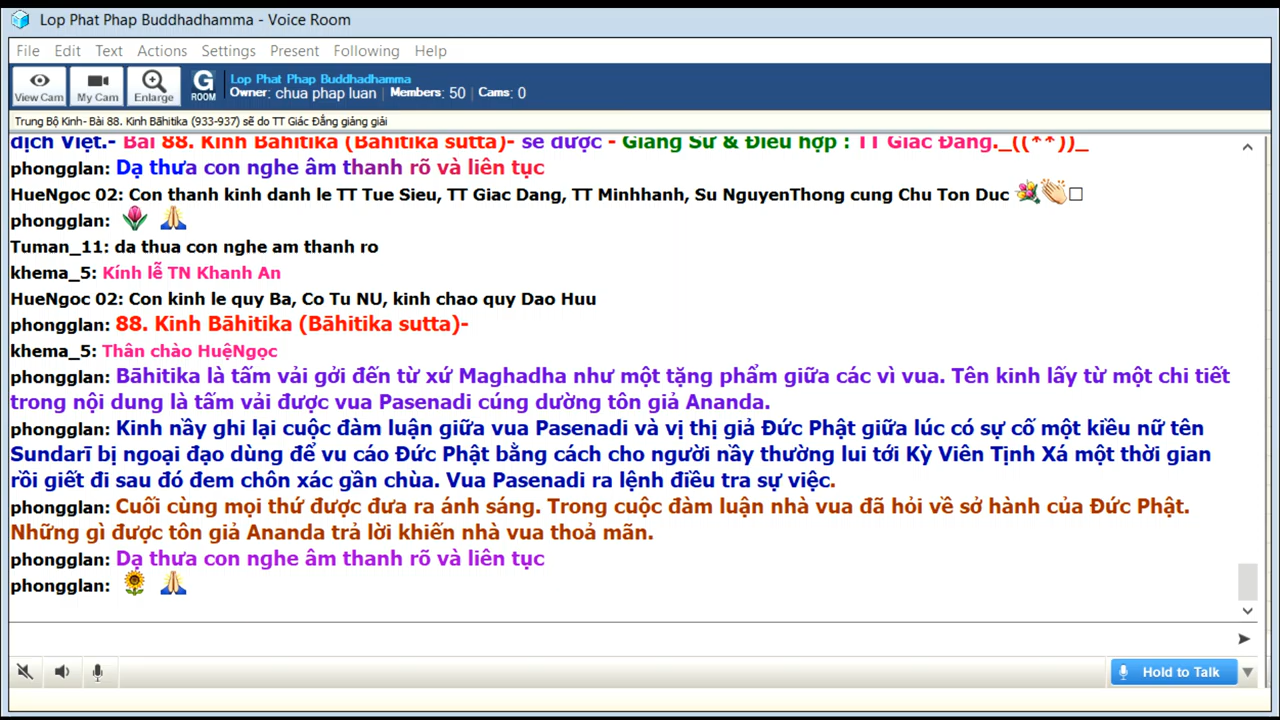 Lop Phat Phap Buddhadhamma - Voice Room
File Edit Text Actions Settings Present Following Help
View Cam My Cam Enlarge G ROOM Lop Phat Phap Buddhadhamma
Owner: chua phap luan Members: 50 Cams: 0
Trung Bộ Kinh- Bài 88. Kinh Bāhitika (933-937) sẽ do TT Giác Đẳng giảng giải
dịch Việt.- Bài 88. Kinh Bāhitika (Bāhitika sutta)- sẽ được - Giảng Sư & Điều hợp : TT Giác Đẳng._((**))_
phongglan: Dạ thưa con nghe âm thanh rõ và liên tục
HueNgoc 02: Con thanh kinh danh le TT Tue Sieu, TT Giac Dang, TT Minhhanh, Su NguyenThong cung Chu Ton Duc 💐👏□
phongglan: 🌷 🙏
Tuman_11: da thua con nghe am thanh ro
khema_5: Kính lễ TN Khanh An
HueNgoc 02: Con kinh le quy Ba, Co Tu NU, kinh chao quy Dao Huu
phongglan: 88. Kinh Bāhitika (Bāhitika sutta)-
khema_5: Thân chào HuệNgọc
phongglan: Bāhitika là tấm vải gởi đến từ xứ Maghadha như một tặng phẩm giữa các vì vua. Tên kinh lấy từ một chi tiết
trong nội dung là tấm vải được vua Pasenadi cúng dường tôn giả Ananda.
phongglan: Kinh nầy ghi lại cuộc đàm luận giữa vua Pasenadi và vị thị giả Đức Phật giữa lúc có sự cố một kiều nữ tên
Sundarī bị ngoại đạo dùng để vu cáo Đức Phật bằng cách cho người nầy thường lui tới Kỳ Viên Tịnh Xá một thời gian
rồi giết đi sau đó đem chôn xác gần chùa. Vua Pasenadi ra lệnh điều tra sự việc.
phongglan: Cuối cùng mọi thứ được đưa ra ánh sáng. Trong cuộc đàm luận nhà vua đã hỏi về sở hành của Đức Phật.
Những gì được tôn giả Ananda trả lời khiến nhà vua thoả mãn.
phongglan: Dạ thưa con nghe âm thanh rõ và liên tục
phongglan: 🌻 🙏
Hold to Talk